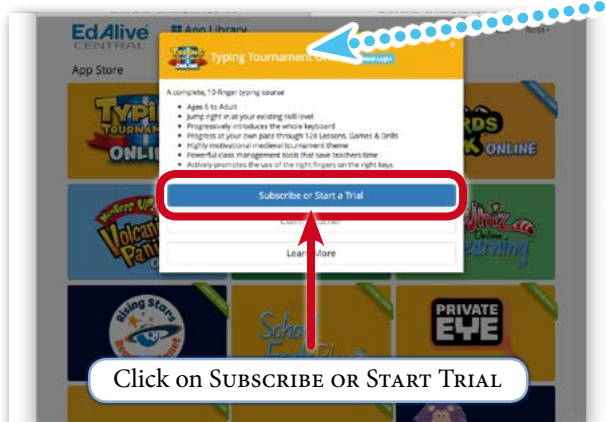 EdAlive
CENTRAL
App Library
App Store
Typing Tournament
A complete, 10-finger typing course
• Ages 6 to Adult
• Jump right in at your existing skill level
• Progressively introduces the whole keyboard
• Progress at your own pace through 128 Lessons, Games & Drills
• Highly motivational medieval tournament theme
• Powerful class management tools that save teachers time
• Actively promotes the use of the right fingers on the right keys
Subscribe or Start a Trial
Learn More
ONLINE
Volcano
Panic
Online
Rising Stars
School
PRIVATE
EYE
Click on Subscribe or Start Trial